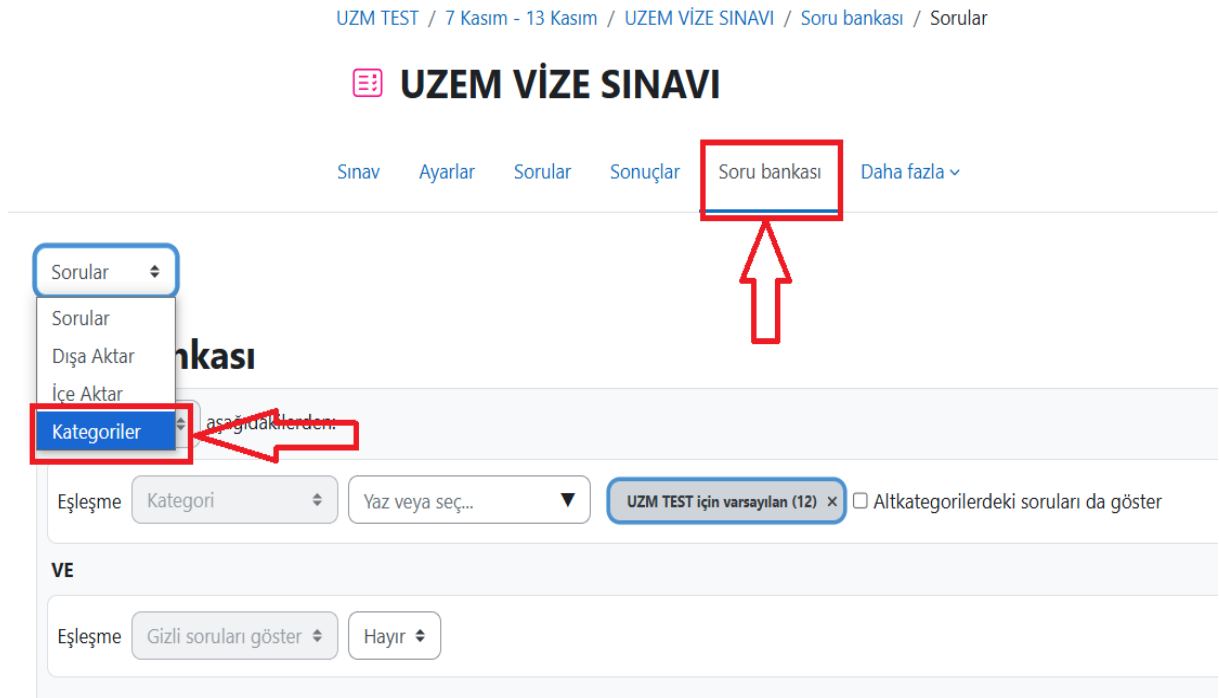 UZM TEST / 7 Kasım - 13 Kasım / UZEM VİZE SINAVI / Soru bankası / Sorular
UZEM VİZE SINAVI
Sınav Ayarlar Sorular Sonuçlar Soru bankası Daha fazla
Sorular
Sorular
Dışa Aktar
nkası
İçe Aktar
Kategoriler
aşağıdakilerden:
Eşleşme Kategori Yaz veya seç... UZM TEST için varsayılan (12) × Altkategorilerdeki soruları da göster
VE
Eşleşme Gizli soruları göster Hayır